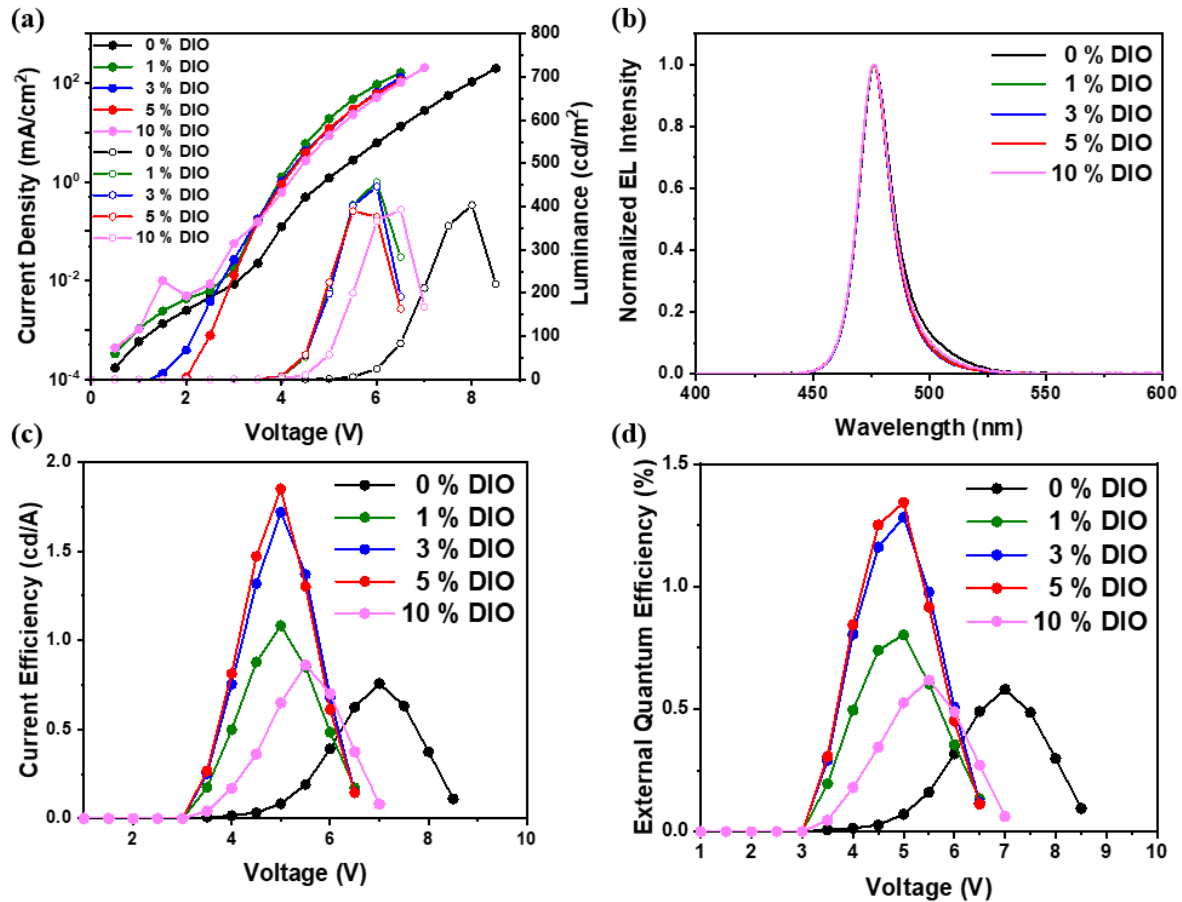 (a)
0 % DIO
1 % DIO
3 % DIO
5 % DIO
10 % DIO
0 % DIO
1 % DIO
3 % DIO
5 % DIO
10 % DIO
Current Density (mA/cm²)
10²
10⁰
10⁻²
10⁻⁴
0 2 4 6 8
Voltage (V)
800
700
600
500
400
300
200
100
0
Luminance (cd/m²)
(b)
0 % DIO
1 % DIO
3 % DIO
5 % DIO
10 % DIO
Normalized EL Intensity
1.0
0.8
0.6
0.4
0.2
0.0
400 450 500 550 600
Wavelength (nm)
(c)
0 % DIO
1 % DIO
3 % DIO
5 % DIO
10 % DIO
Current Efficiency (cd/A)
2.0
1.5
1.0
0.5
0.0
2 4 6 8 10
Voltage (V)
(d)
0 % DIO
1 % DIO
3 % DIO
5 % DIO
10 % DIO
External Quantum Efficiency (%)
1.5
1.0
0.5
0.0
1 2 3 4 5 6 7 8 9 10
Voltage (V)